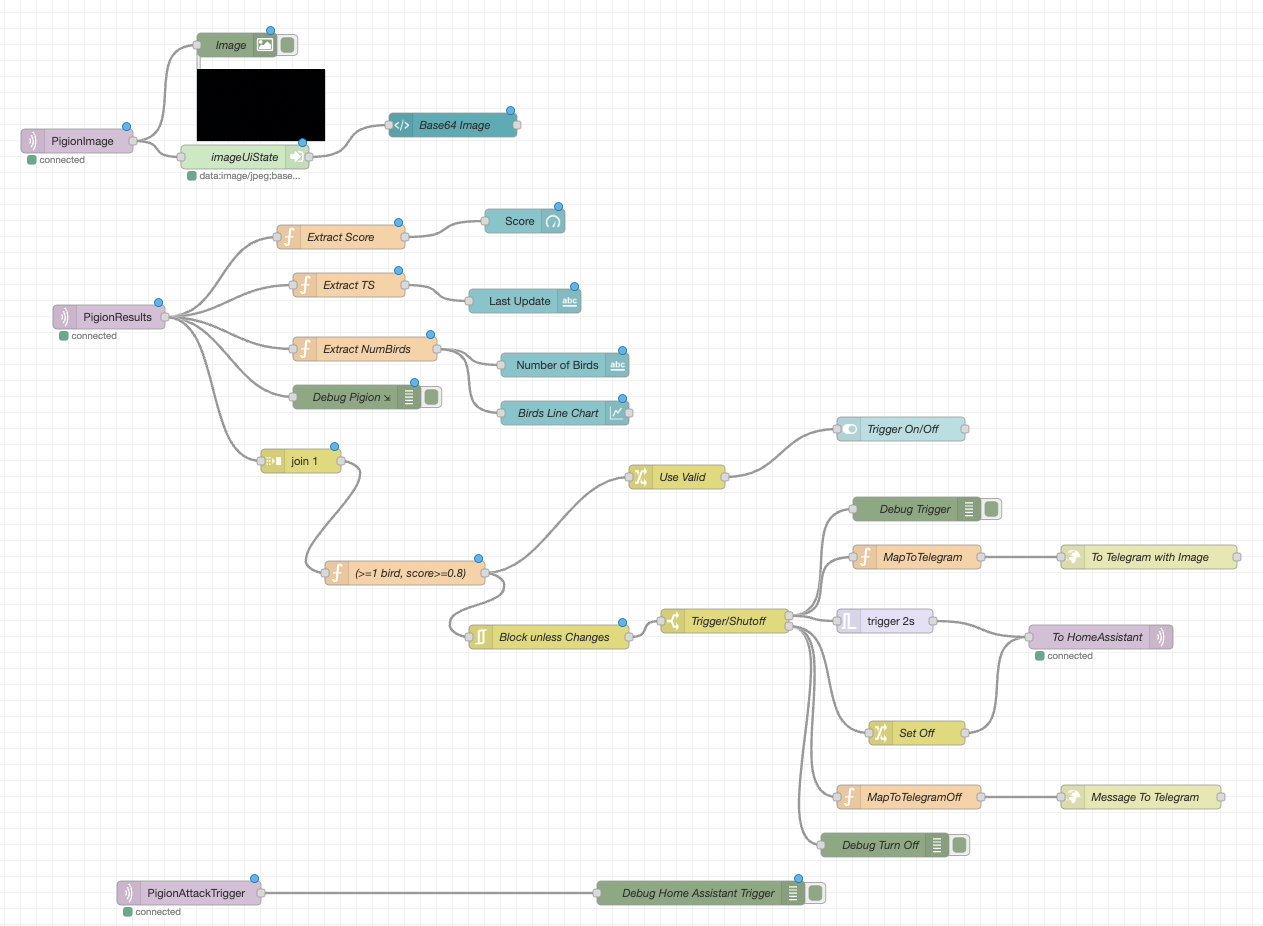 Image
Base64 Image
PigionImage
connected
imageUiState
data:image/jpeg;base...
Score
Extract Score
Extract TS
Last Update
abc
PigionResults
connected
Extract NumBirds
Number of Birds
abc
Debug Pigion ⇲
Birds Line Chart
Trigger On/Off
join 1
Use Valid
Debug Trigger
MapToTelegram
To Telegram with Image
(>=1 bird, score>=0.8)
Trigger/Shutoff
trigger 2s
Block unless Changes
To HomeAssistant
connected
Set Off
MapToTelegramOff
Message To Telegram
Debug Turn Off
PigionAttackTrigger
Debug Home Assistant Trigger
connected